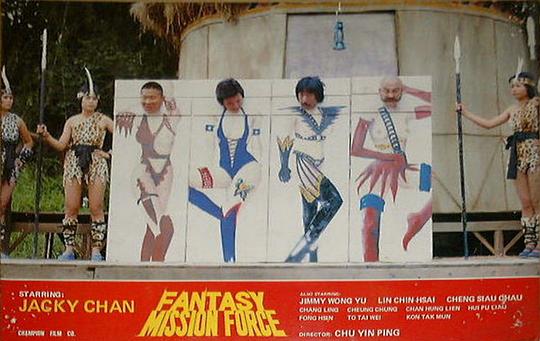 STARRING:
JACKY CHAN
CHAMPION FILM CO.
FANTASY
MISSION FORCE
ALSO STARRING:
JIMMY WONG YU LIN CHIN-HSAI CHENG SIAU CHAU
CHANG LING CHEUNG CHUNG CHAN HUNG LIEN HUI PU LIAU
FONG HSIN TO TAI WEI KON TAK MUN
DIRECTOR: CHU YIN PING